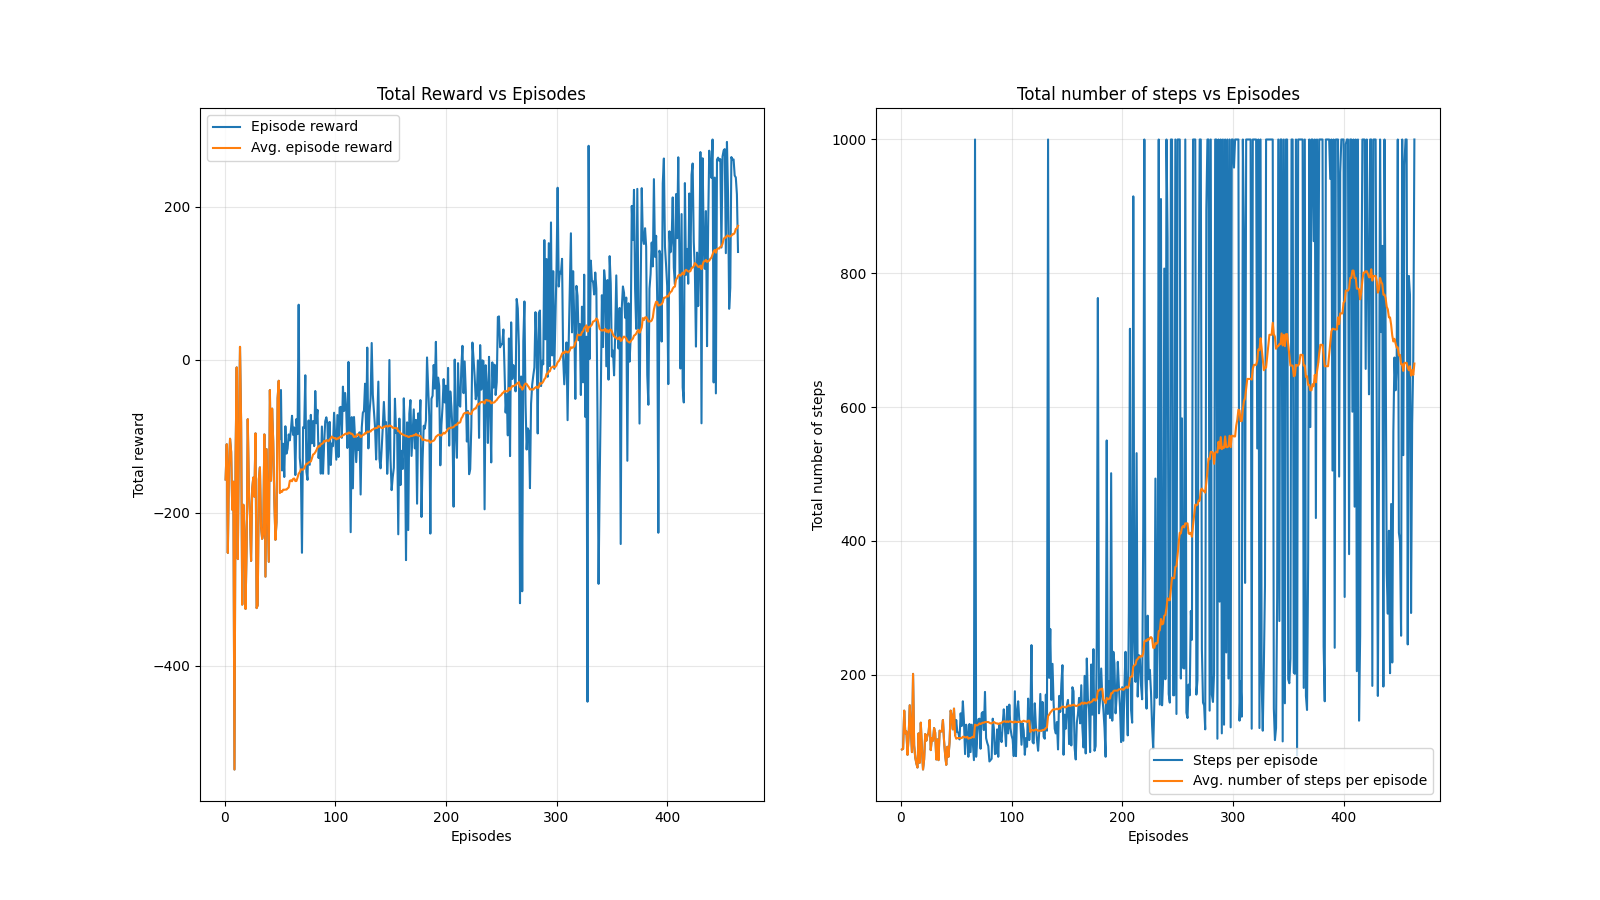 Total Reward vs Episodes
Episode reward
Avg. episode reward
200
0
−200
−400
Total reward
0
100
200
300
400
Episodes
Total number of steps vs Episodes
1000
800
600
400
200
Total number of steps
Steps per episode
Avg. number of steps per episode
0
100
200
300
400
Episodes